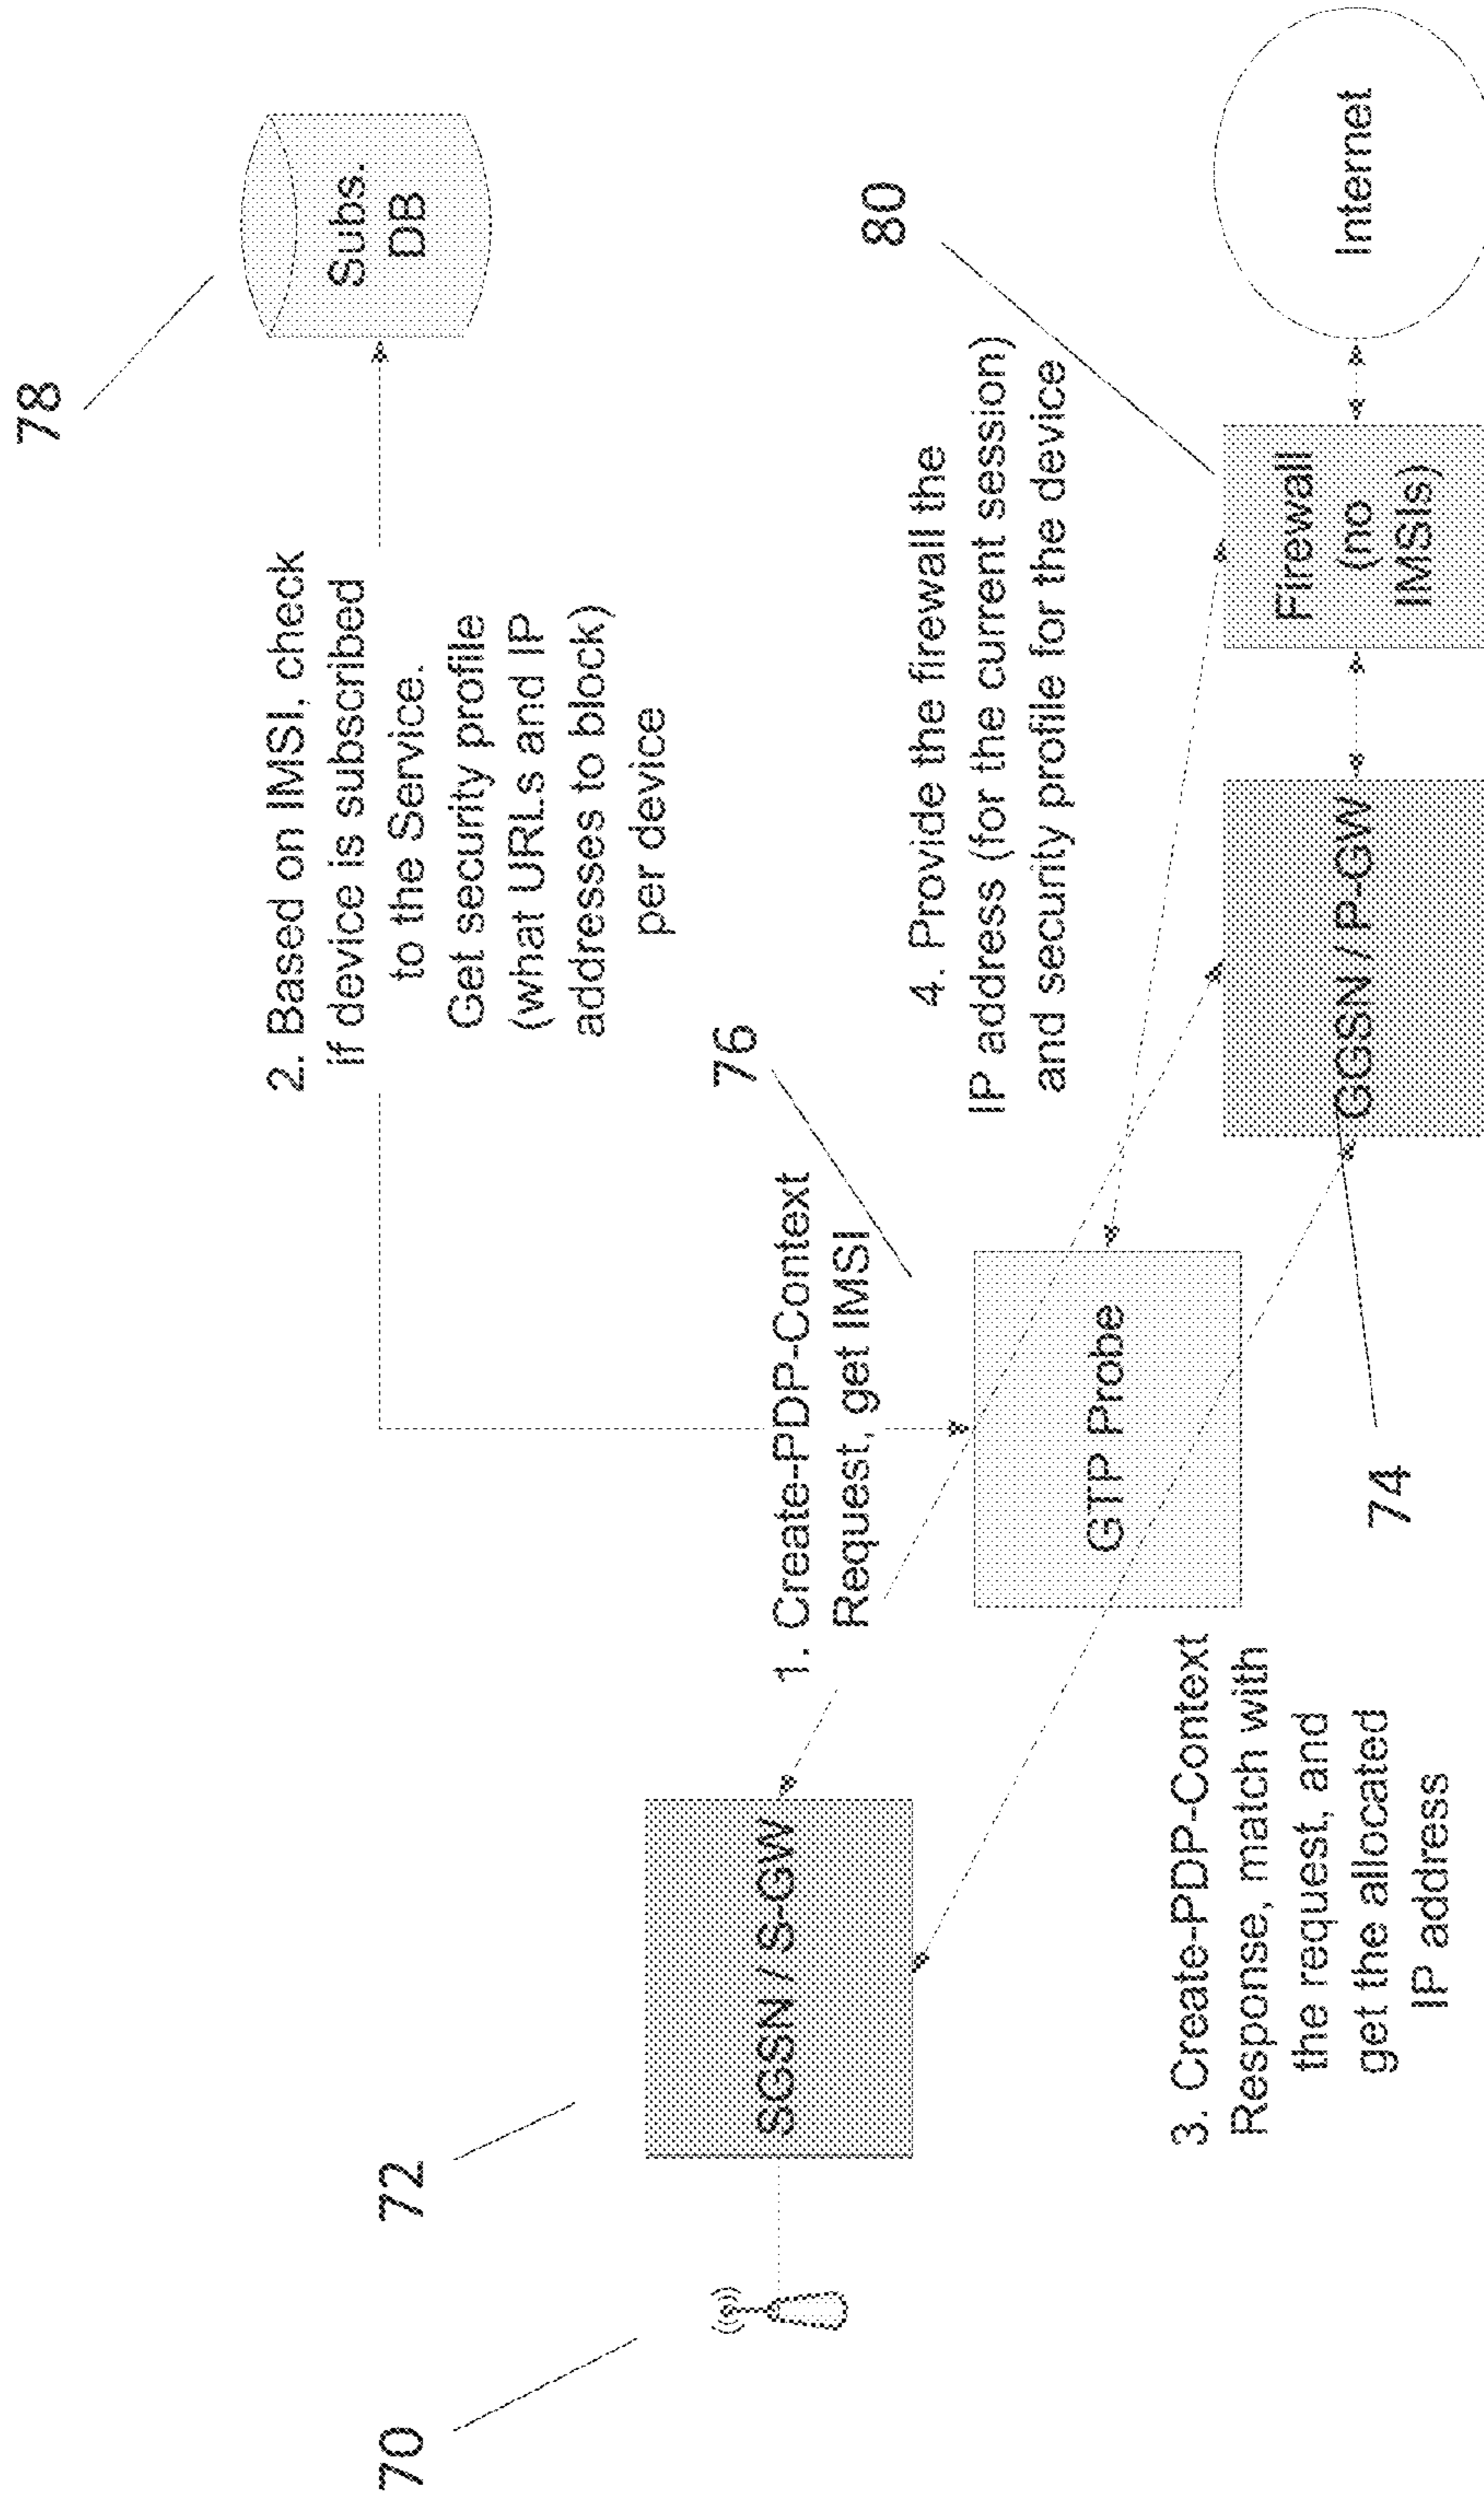 78
2. Based on IMSI, check
if device is subscribed
to the Service.
Get security profile
(what URLs and IP
addresses to block)
per device
Subs.
DB
70
72
SGSN / S-GW
1. Create-PDP-Context
Request, get IMSI
76
GTP Probe
4. Provide the firewall the
IP address (for the current session)
and security profile for the device
80
3. Create-PDP-Context
Response, match with
the request, and
get the allocated
IP address
74
GGSN / P-GW
Firewall
(no
IMSIs)
Internet